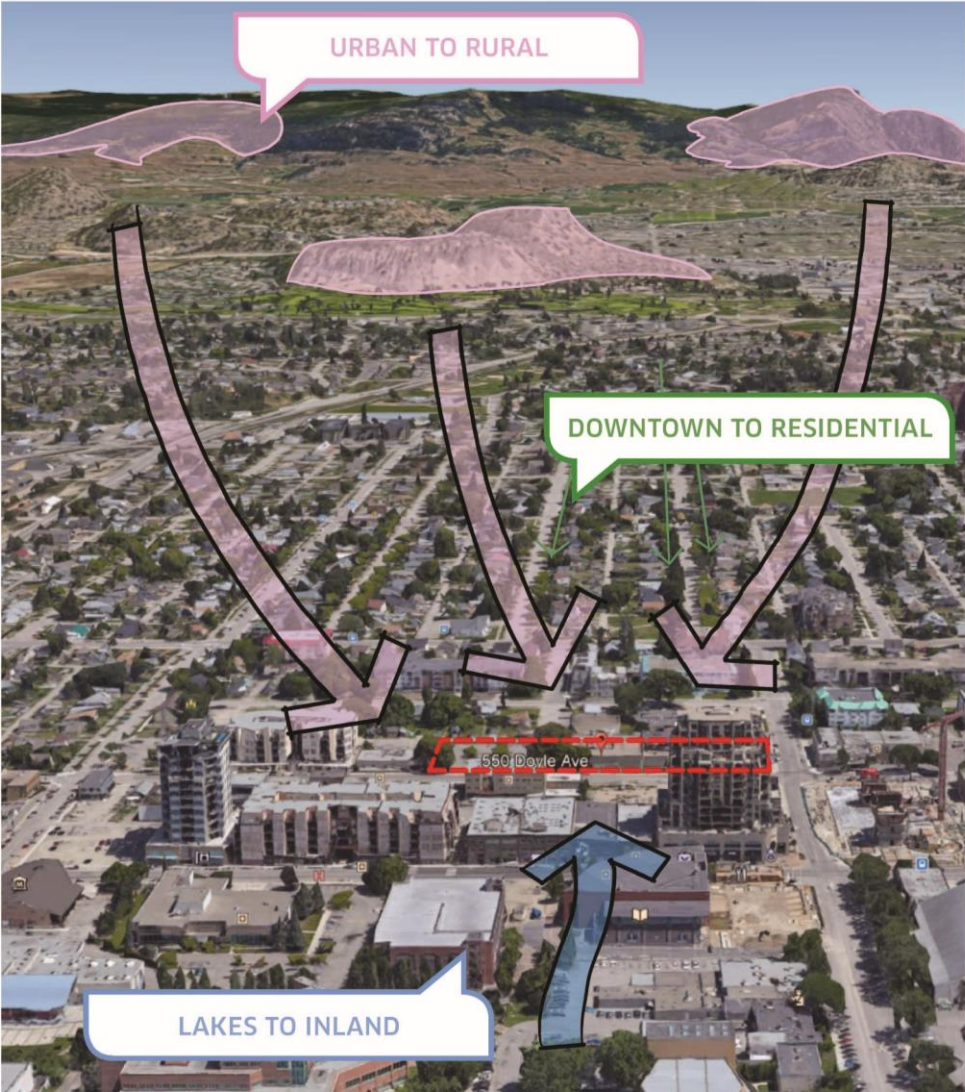 URBAN TO RURAL
DOWNTOWN TO RESIDENTIAL
550 Doyle Ave
LAKES TO INLAND